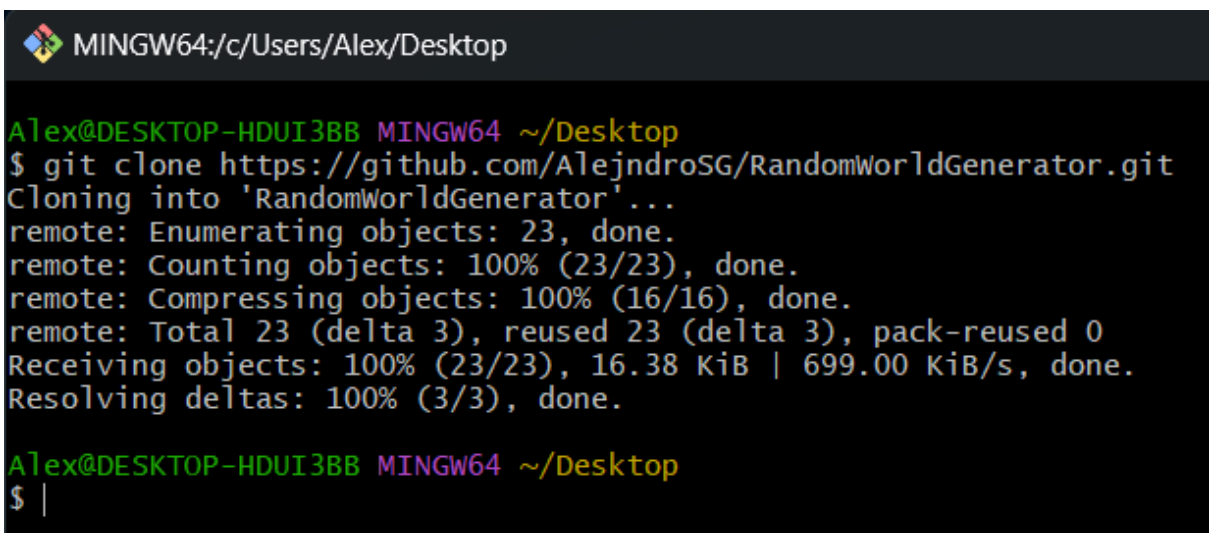 MINGW64:/c/Users/Alex/Desktop
Alex@DESKTOP-HDUI3BB MINGW64 ~/Desktop
$ git clone https://github.com/AlejndroSG/RandomWorldGenerator.git
Cloning into 'RandomWorldGenerator'...
remote: Enumerating objects: 23, done.
remote: Counting objects: 100% (23/23), done.
remote: Compressing objects: 100% (16/16), done.
remote: Total 23 (delta 3), reused 23 (delta 3), pack-reused 0
Receiving objects: 100% (23/23), 16.38 KiB | 699.00 KiB/s, done.
Resolving deltas: 100% (3/3), done.
Alex@DESKTOP-HDUI3BB MINGW64 ~/Desktop
$